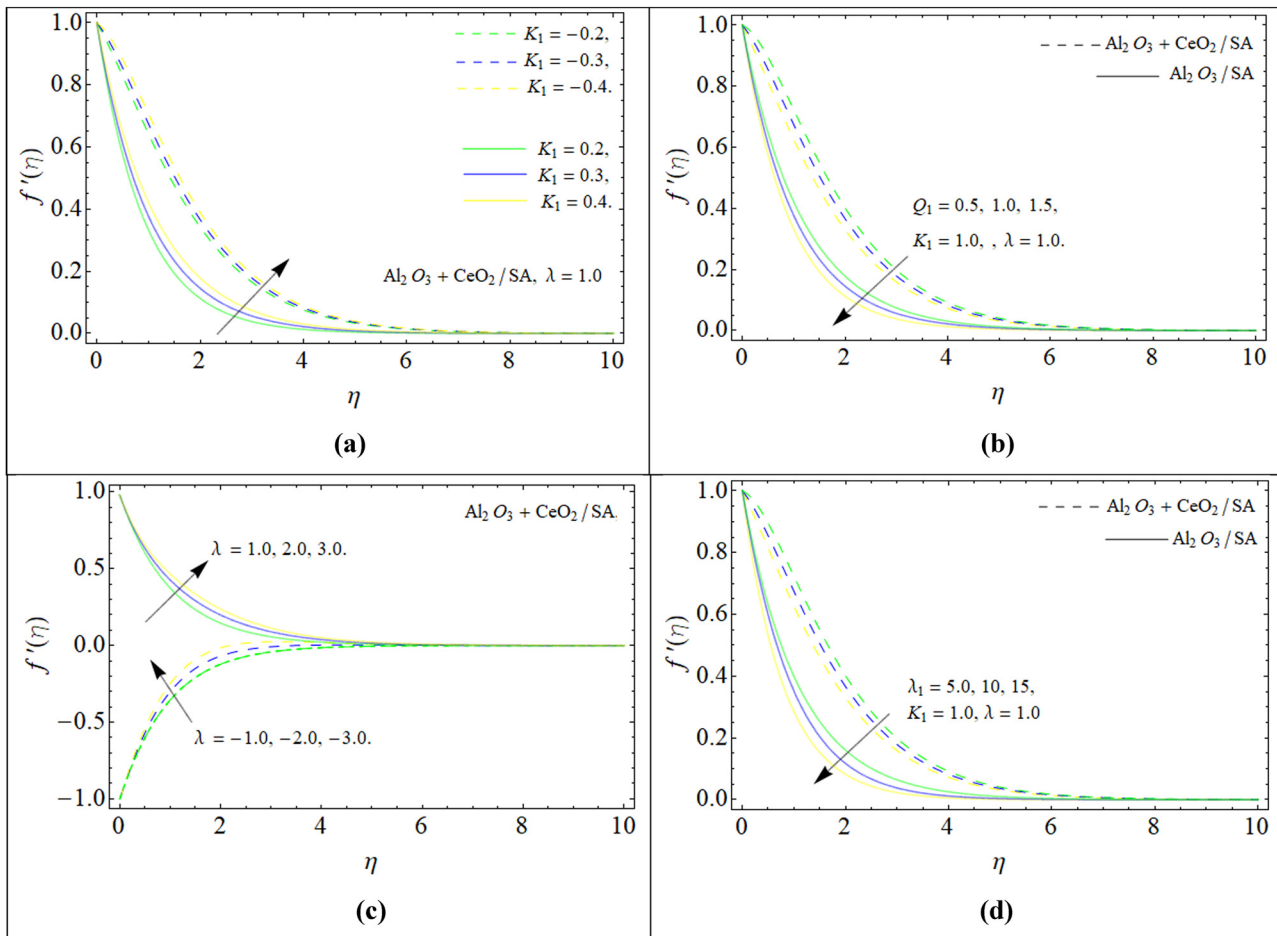 1.0
0.8
0.6
0.4
0.2
0.0
f '(η)
K₁ = −0.2,
K₁ = −0.3,
K₁ = −0.4.
K₁ = 0.2,
K₁ = 0.3,
K₁ = 0.4.
Al₂ O₃ + CeO₂/SA, λ = 1.0
0 2 4 6 8 10
η
(a)
1.0
0.8
0.6
0.4
0.2
0.0
f '(η)
Al₂ O₃ + CeO₂/SA
Al₂ O₃/SA
Q₁ = 0.5, 1.0, 1.5,
K₁ = 1.0, , λ = 1.0.
0 2 4 6 8 10
η
(b)
1.0
0.5
0.0
−0.5
−1.0
f '(η)
Al₂ O₃ + CeO₂/SA,
λ = 1.0, 2.0, 3.0.
λ = −1.0, −2.0, −3.0.
0 2 4 6 8 10
η
(c)
1.0
0.8
0.6
0.4
0.2
0.0
f '(η)
Al₂ O₃ + CeO₂/SA
Al₂ O₃/SA
λ₁ = 5.0, 10, 15,
K₁ = 1.0, λ = 1.0
0 2 4 6 8 10
η
(d)